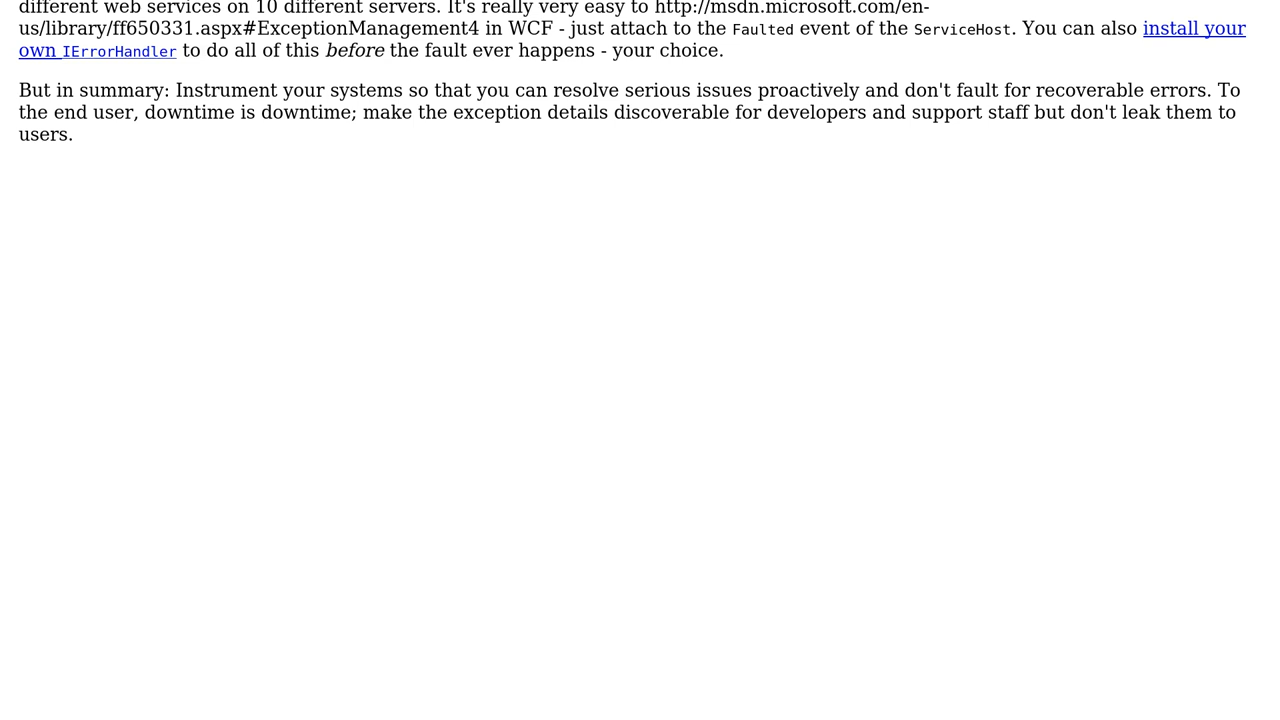 different web services on 10 different servers. It's really very easy to http://msdn.microsoft.com/en-
us/library/ff650331.aspx#ExceptionManagement4 in WCF - just attach to the Faulted event of the ServiceHost. You can also install your
own IErrorHandler to do all of this before the fault ever happens - your choice.
But in summary: Instrument your systems so that you can resolve serious issues proactively and don't fault for recoverable errors. To
the end user, downtime is downtime; make the exception details discoverable for developers and support staff but don't leak them to
users.